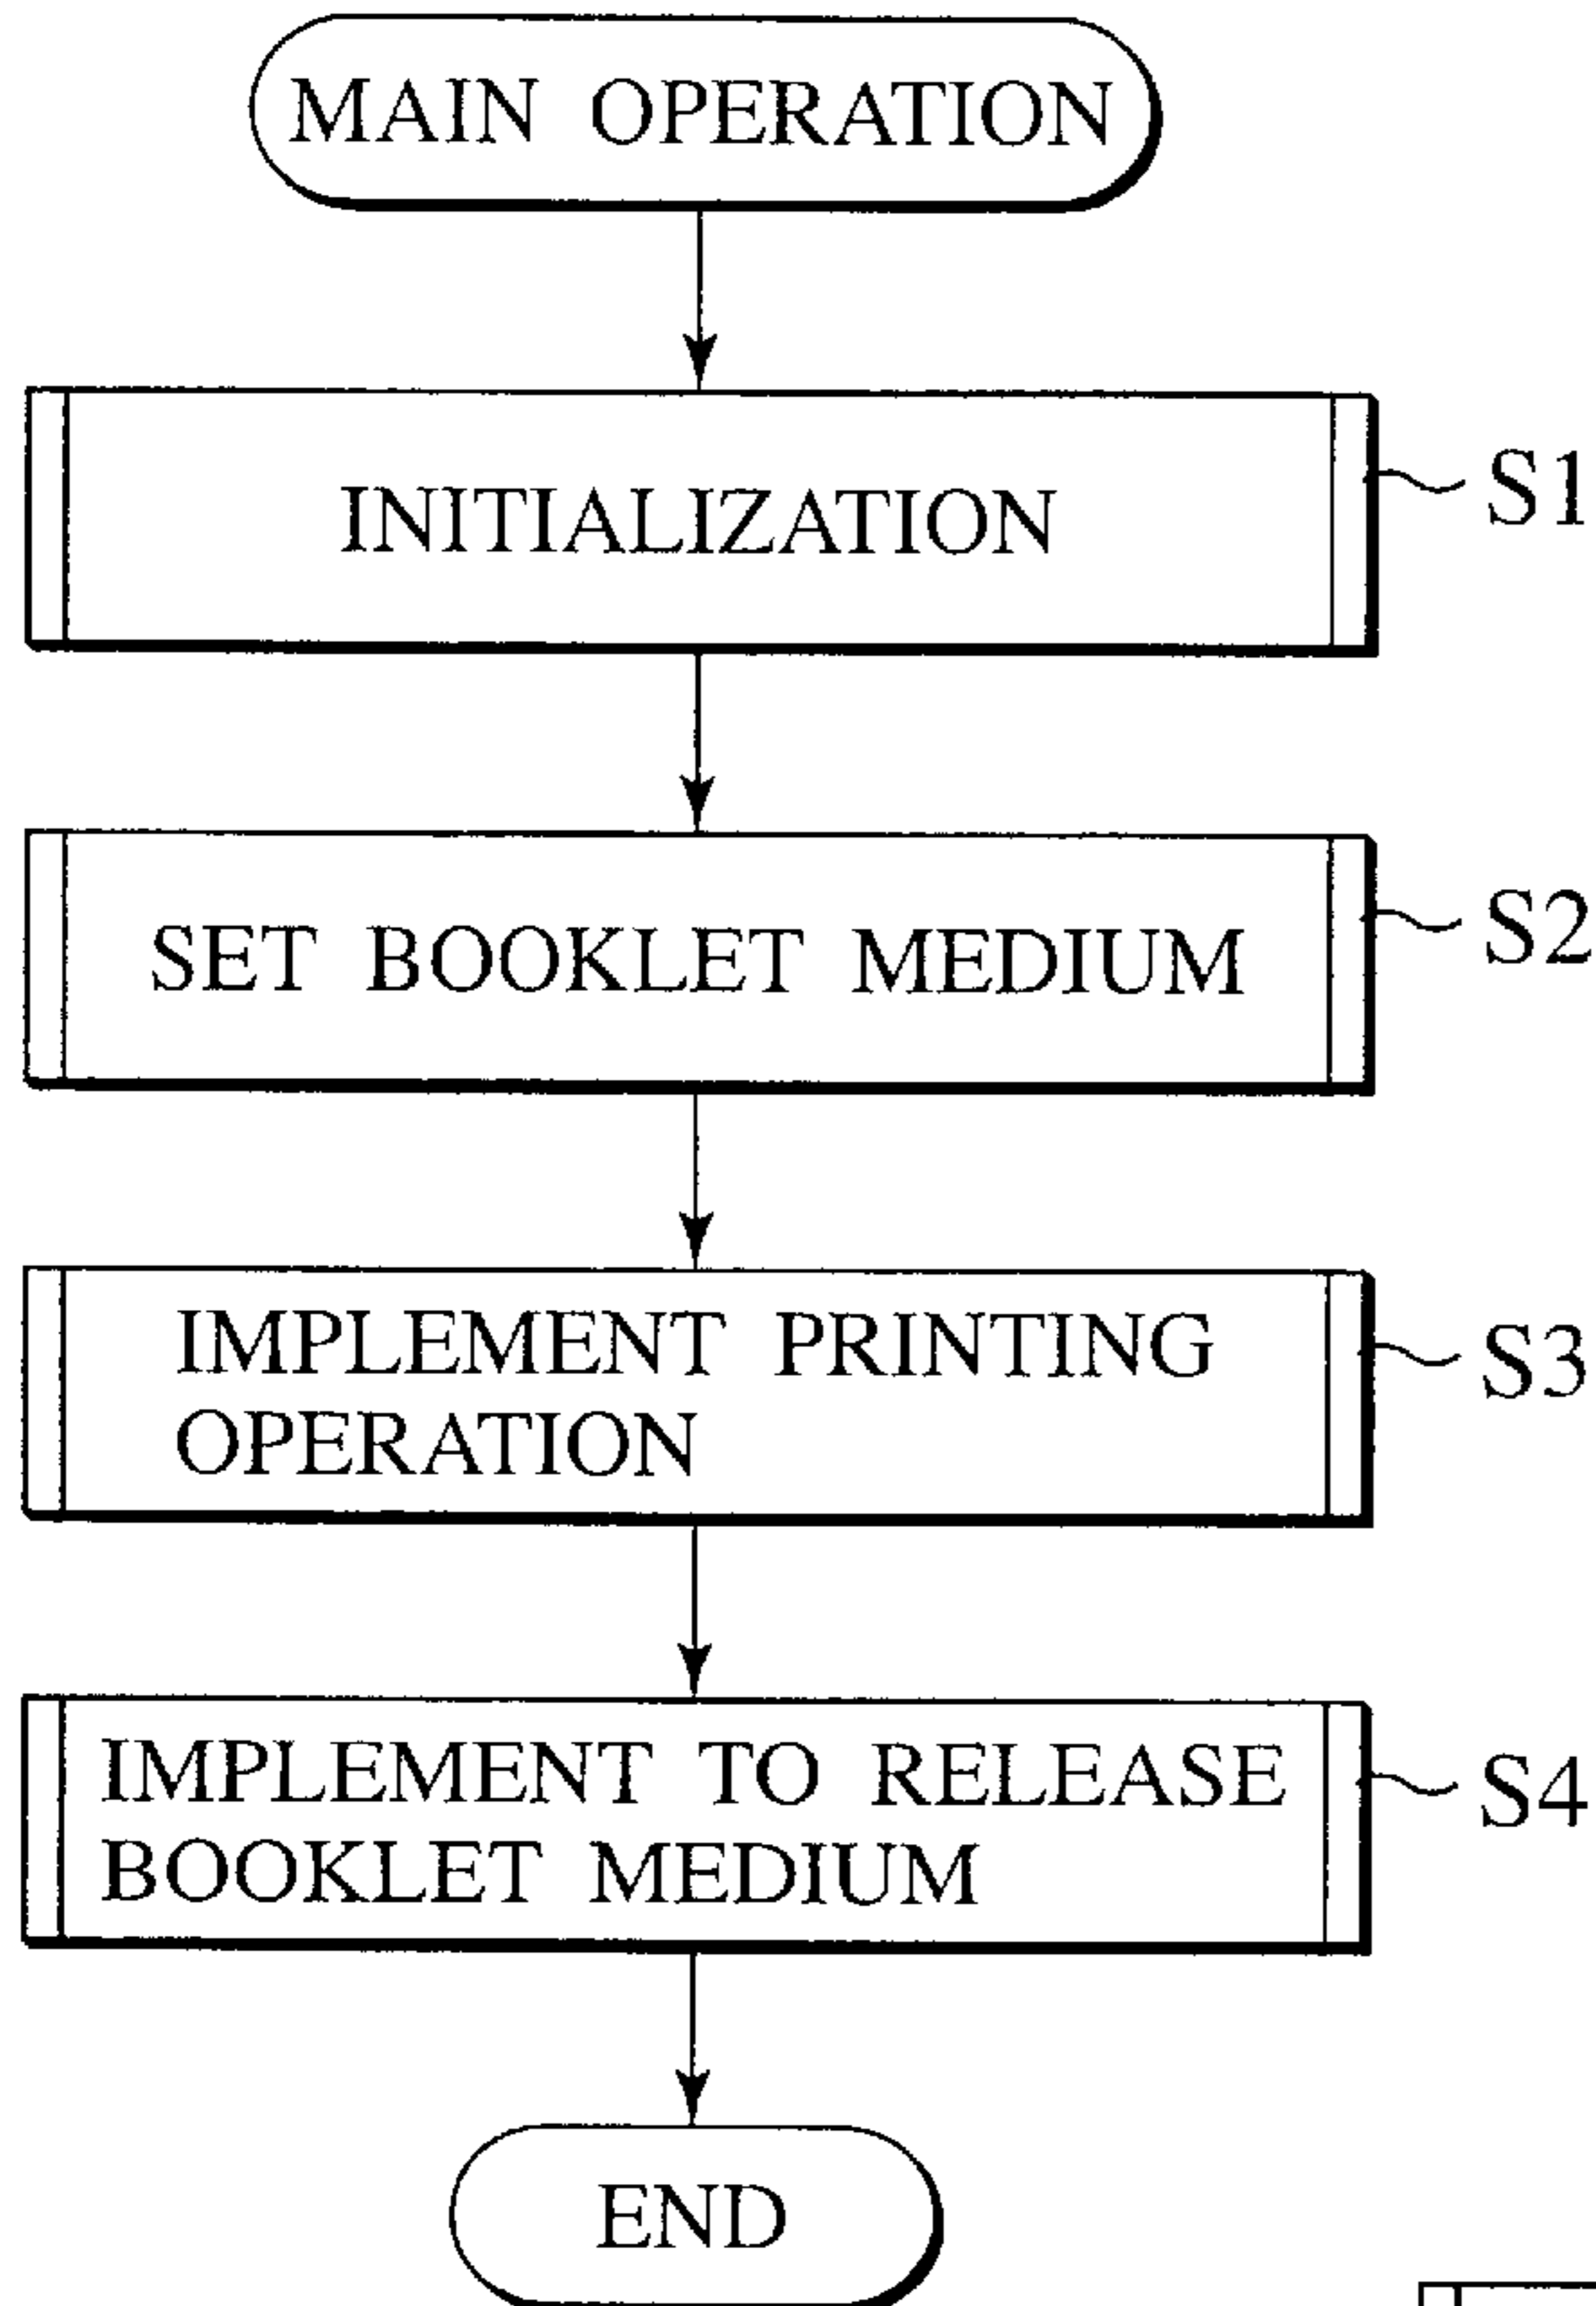 MAIN OPERATION
INITIALIZATION
S1
SET BOOKLET MEDIUM
S2
IMPLEMENT PRINTING
OPERATION
S3
IMPLEMENT TO RELEASE
BOOKLET MEDIUM
S4
END